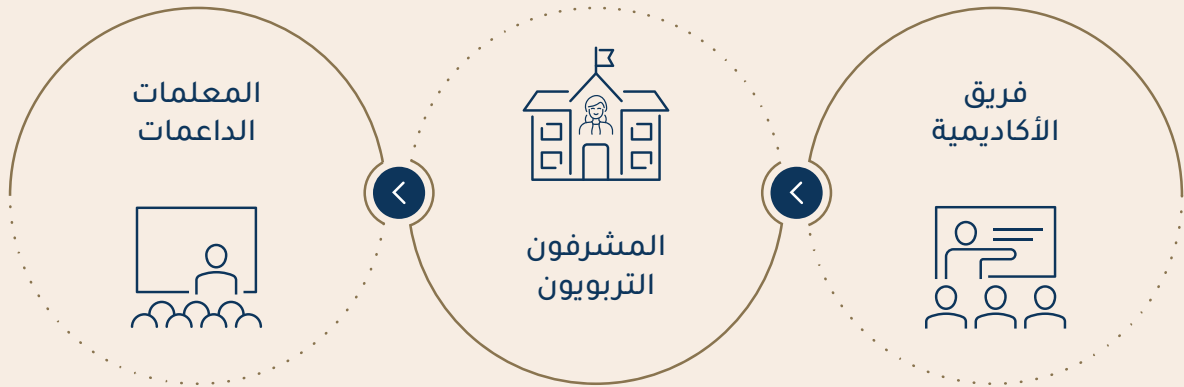 فريق
الأكاديمية
المشرفون
التربويون
المعلمات
الداعمات